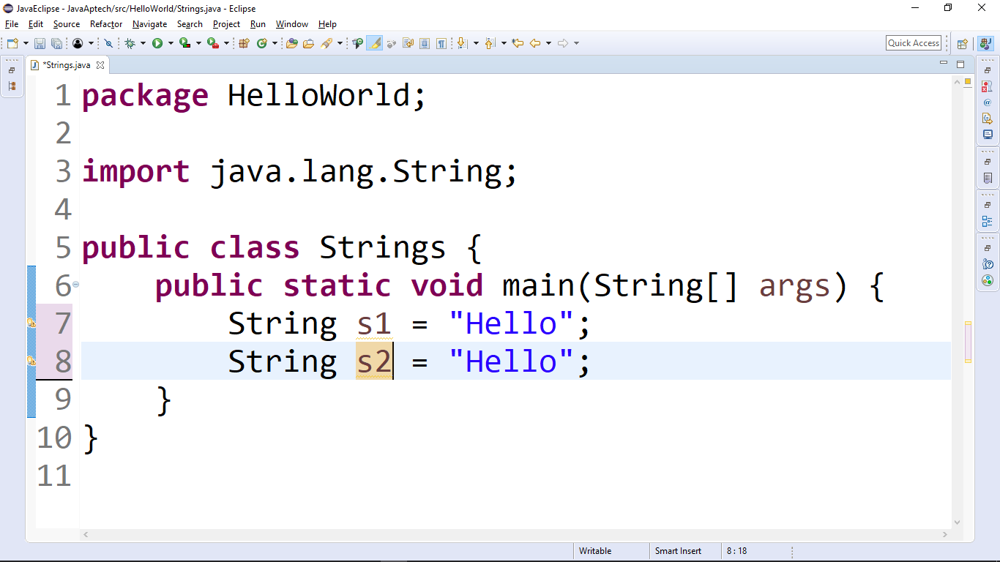 JavaEclipse - JavaAptech/src/HelloWorld/Strings.java - Eclipse
File Edit Source Refactor Navigate Search Project Run Window Help
Quick Access
*Strings.java
1 package HelloWorld;
2
3 import java.lang.String;
4
5 public class Strings {
6 public static void main(String[] args) {
7 String s1 = "Hello";
8 String s2 = "Hello";
9 }
10 }
11
Writable Smart Insert 8 : 18